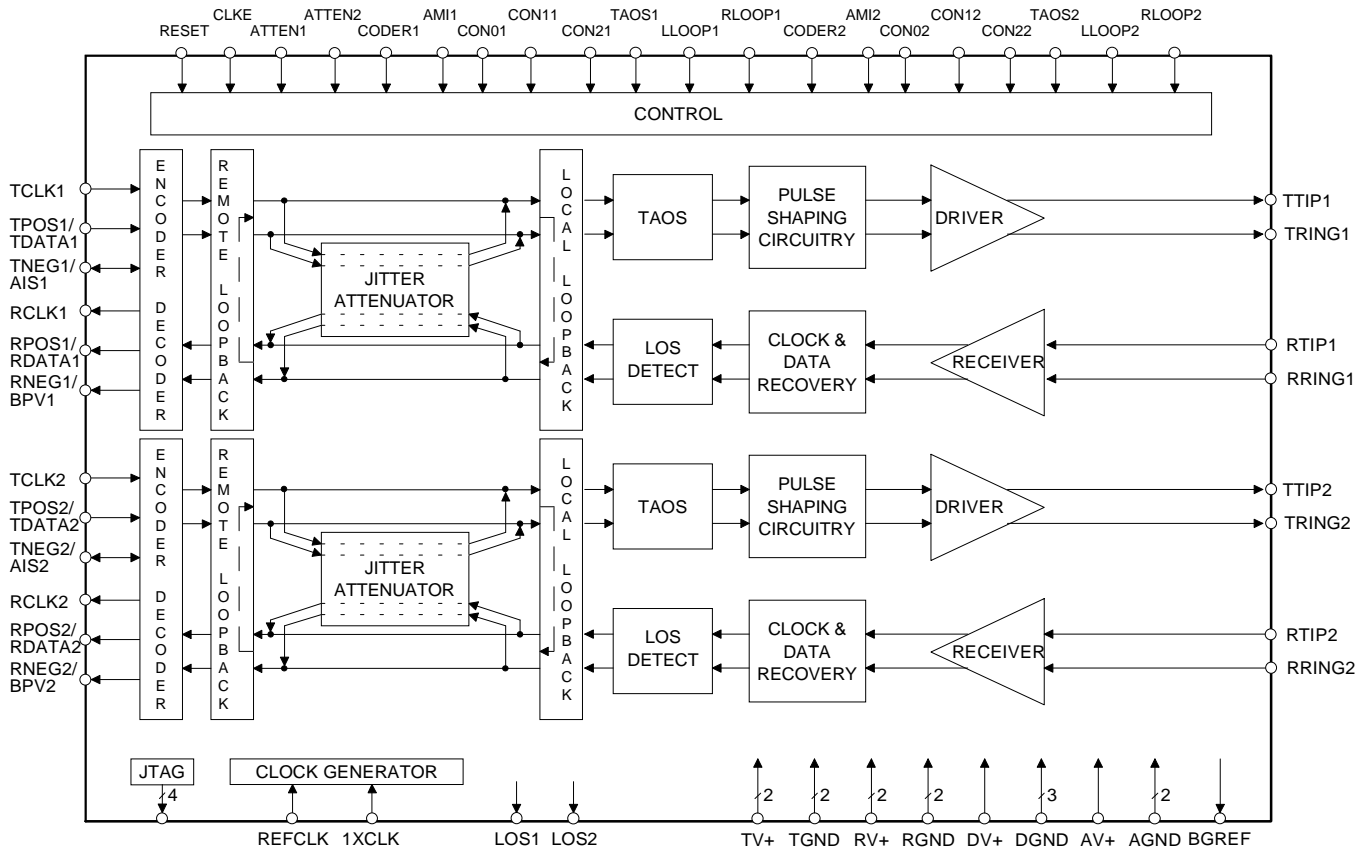 CLKE ATTEN2 AMI1 CON11 TAOS1 RLOOP1 AMI2 CON12 TAOS2 RLOOP2
RESET ATTEN1 CODER1 CON01 CON21 LLOOP1 CODER2 CON02 CON22 LLOOP2
CONTROL
TCLK1
TPOS1/
TDATA1
TNEG1/
AIS1
RCLK1
RPOS1/
RDATA1
RNEG1/
BPV1
ENCODER
DECODER
REMOTE
LOOPBACK
JITTER
ATTENUATOR
LOCAL
LOOPBACK
TAOS
PULSE
SHAPING
CIRCUITRY
DRIVER
TTIP1
TRING1
LOS
DETECT
CLOCK &
DATA
RECOVERY
RECEIVER
RTIP1
RRING1
TCLK2
TPOS2/
TDATA2
TNEG2/
AIS2
RCLK2
RPOS2/
RDATA2
RNEG2/
BPV2
ENCODER
DECODER
REMOTE
LOOPBACK
JITTER
ATTENUATOR
LOCAL
LOOPBACK
TAOS
PULSE
SHAPING
CIRCUITRY
DRIVER
TTIP2
TRING2
LOS
DETECT
CLOCK &
DATA
RECOVERY
RECEIVER
RTIP2
RRING2
JTAG
CLOCK GENERATOR
4 2 2 2 2 3 2
REFCLK 1XCLK LOS1 LOS2 TV+ TGND RV+ RGND DV+ DGND AV+ AGND BGREF